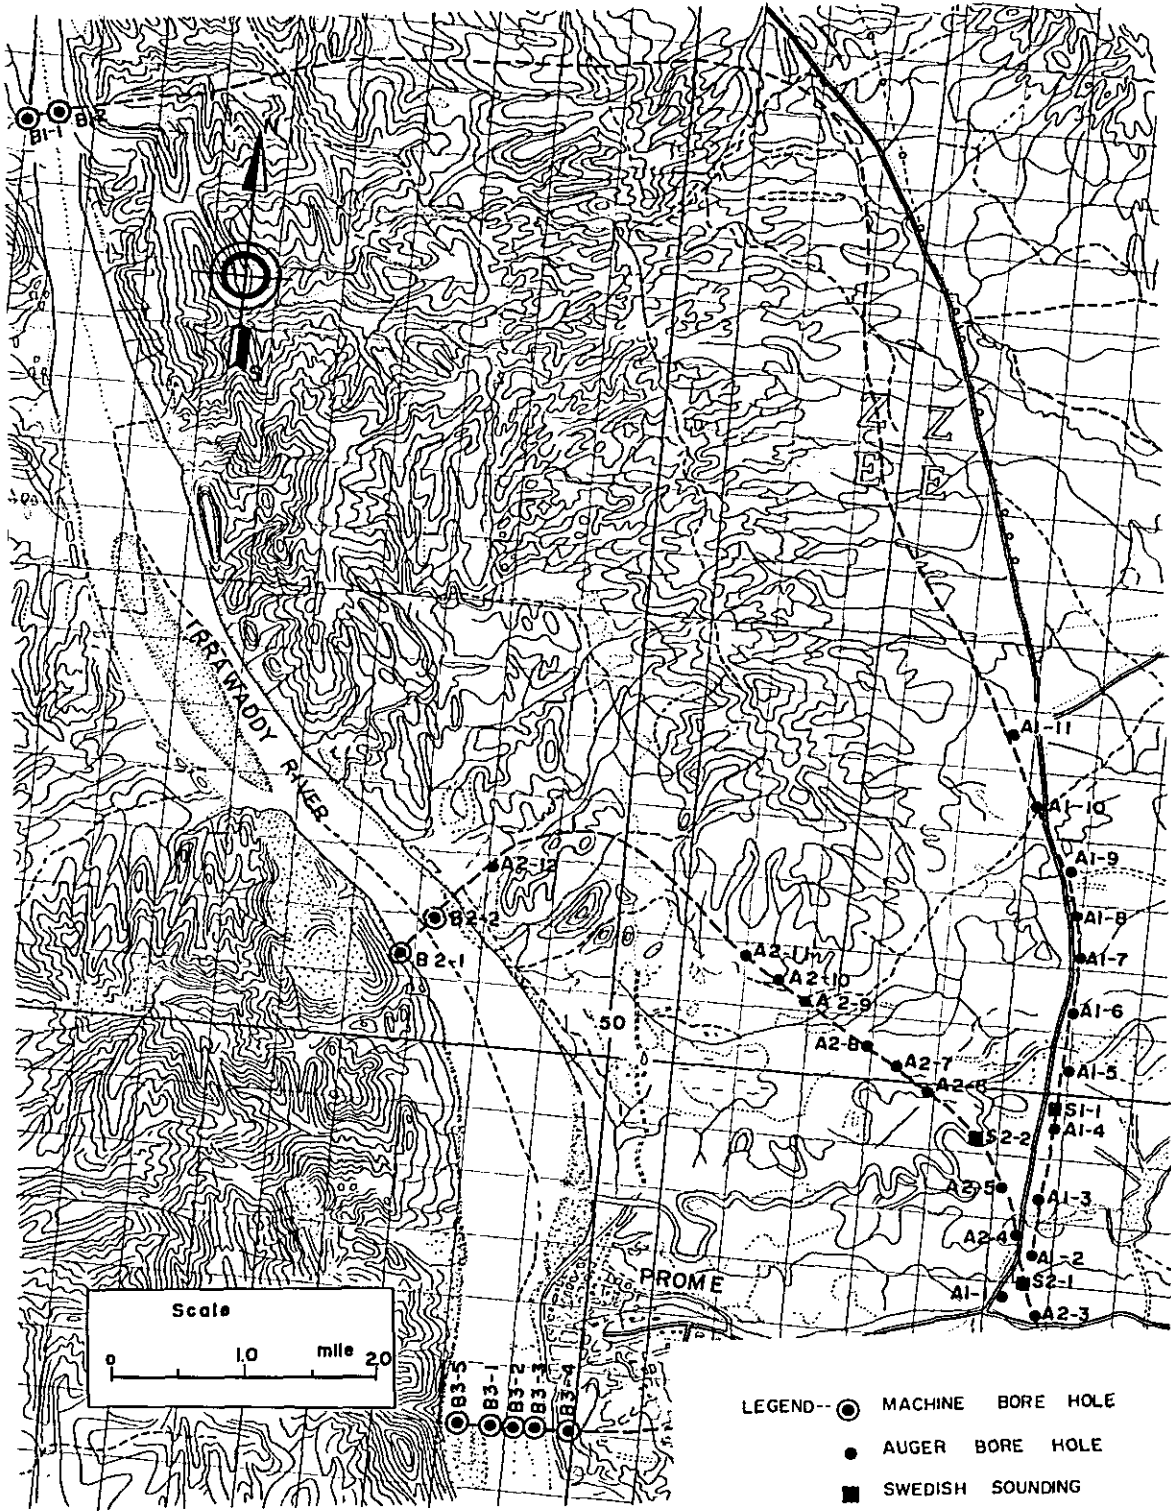 B1-1
B1-2
N
S
Z Z
E E
IRRAWADDY RIVER
A1-11
A1-10
A1-9
A2-12
A1-8
B2-2
B2-1
A2-11
A1-7
A2-10
A2-9
A1-6
50
A2-8
A2-7
A1-5
A2-6
S1-1
A1-4
S2-2
A2-5
A1-3
A2-4
A1-2
PROME
S2-1
A1-1
A2-3
Scale
0 1.0 mile 2.0
B3-5
B3-1
B3-2
B3-3
B3-4
LEGEND-- MACHINE BORE HOLE
AUGER BORE HOLE
SWEDISH SOUNDING